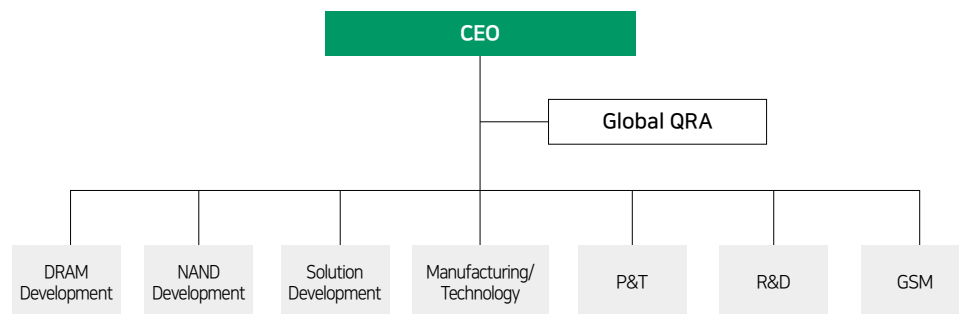 CEO
Global QRA
DRAM
Development
NAND
Development
Solution
Development
Manufacturing/
Technology
P&T
R&D
GSM